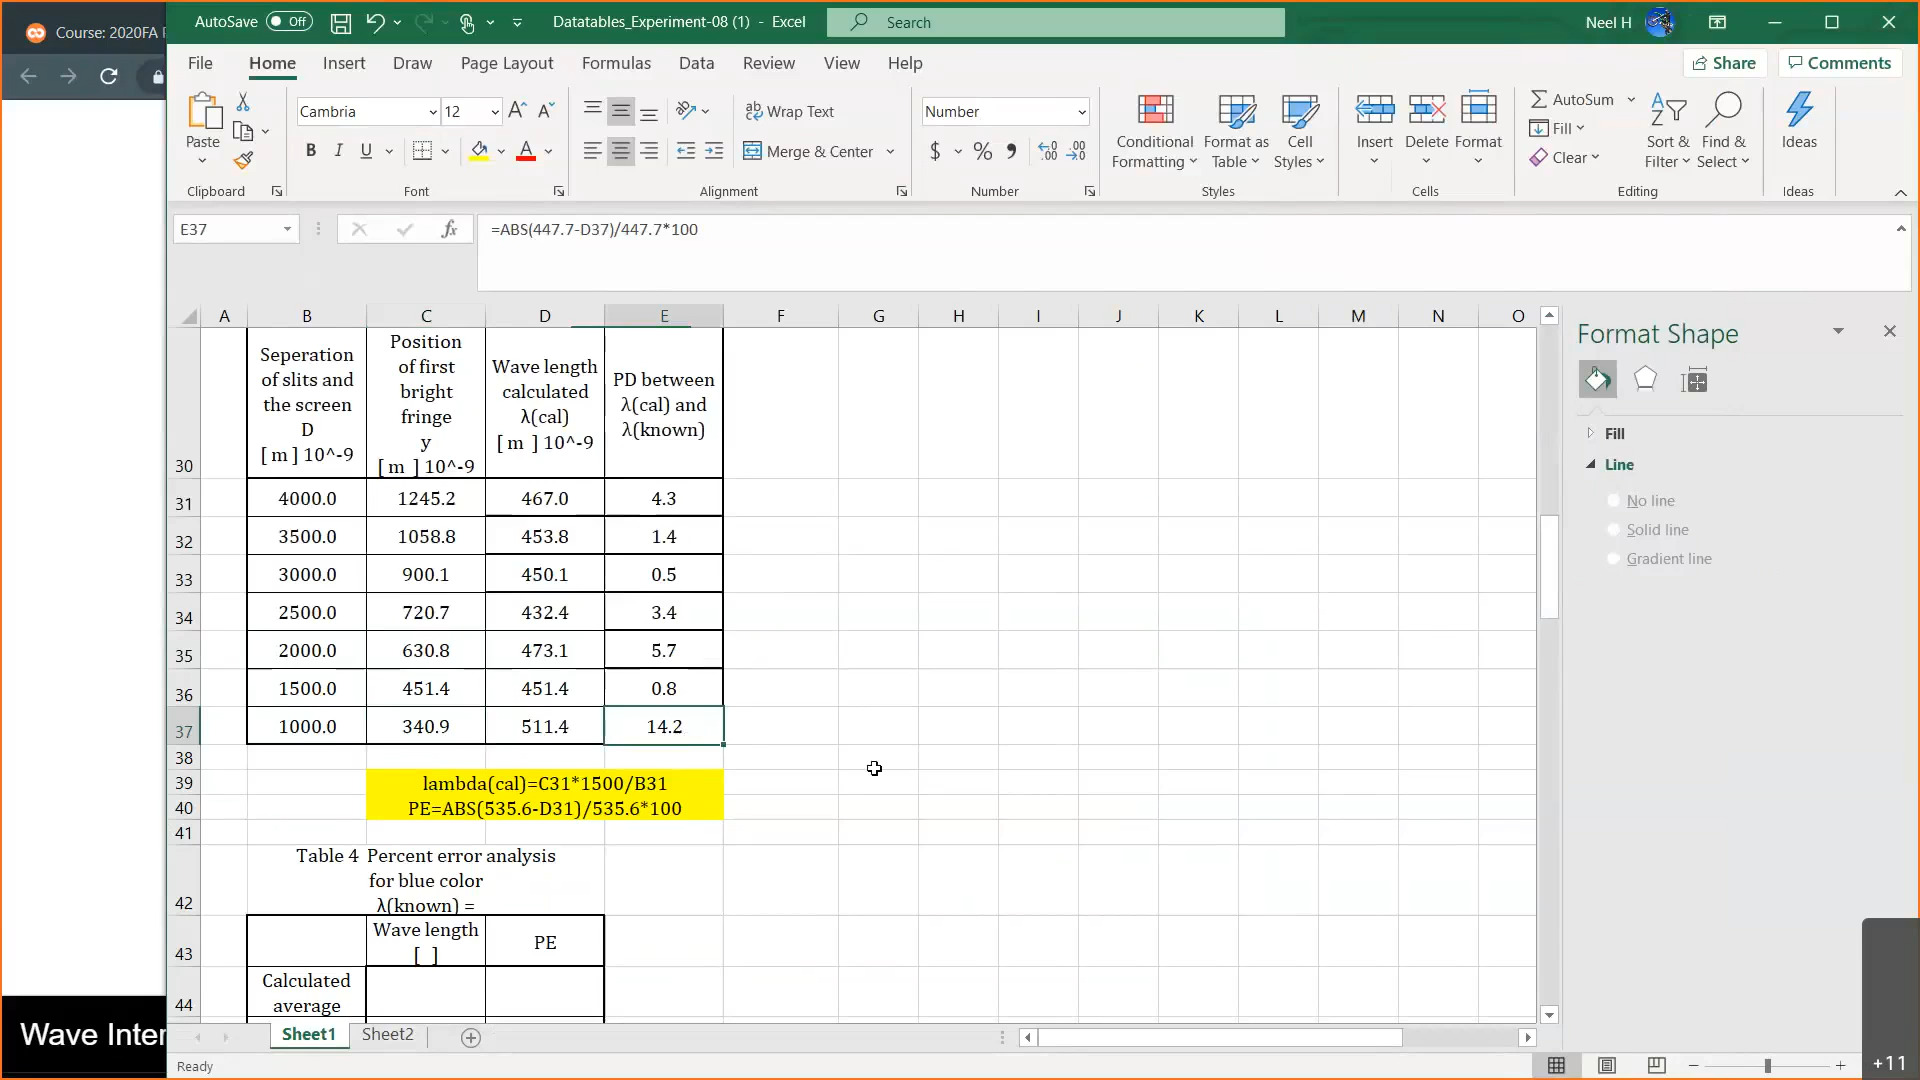 Course: 2020FA
AutoSave Off Datatables_Experiment-08 (1) - Excel Search Neel H
File Home Insert Draw Page Layout Formulas Data Review View Help Share Comments
Paste Cambria 12 B I U A ab Wrap Text Merge & Center Number $ % 9
Conditional Formatting Format as Table Cell Styles Insert Delete Format AutoSum Fill Clear Sort & Filter Find & Select Ideas
Clipboard Font Alignment Number Styles Cells Editing Ideas
E37 fx =ABS(447.7-D37)/447.7*100
A B C D E F G H I J K L M N O
30
Seperation
of slits and
the screen
D
[ m ] 10^-9
Position
of first
bright
fringe
y
[ m ] 10^-9
Wave length
calculated
λ(cal)
[ m ] 10^-9
PD between
λ(cal) and
λ(known)
31 4000.0 1245.2 467.0 4.3
32 3500.0 1058.8 453.8 1.4
33 3000.0 900.1 450.1 0.5
34 2500.0 720.7 432.4 3.4
35 2000.0 630.8 473.1 5.7
36 1500.0 451.4 451.4 0.8
37 1000.0 340.9 511.4 14.2
38
39 lambda(cal)=C31*1500/B31
40 PE=ABS(535.6-D31)/535.6*100
41
42 Table 4 Percent error analysis
for blue color
λ(known) =
43 Wave length
[ ]
PE
44 Calculated
average
Format Shape
Fill
Line
No line
Solid line
Gradient line
Wave Inter
Sheet1 Sheet2
Ready
+11